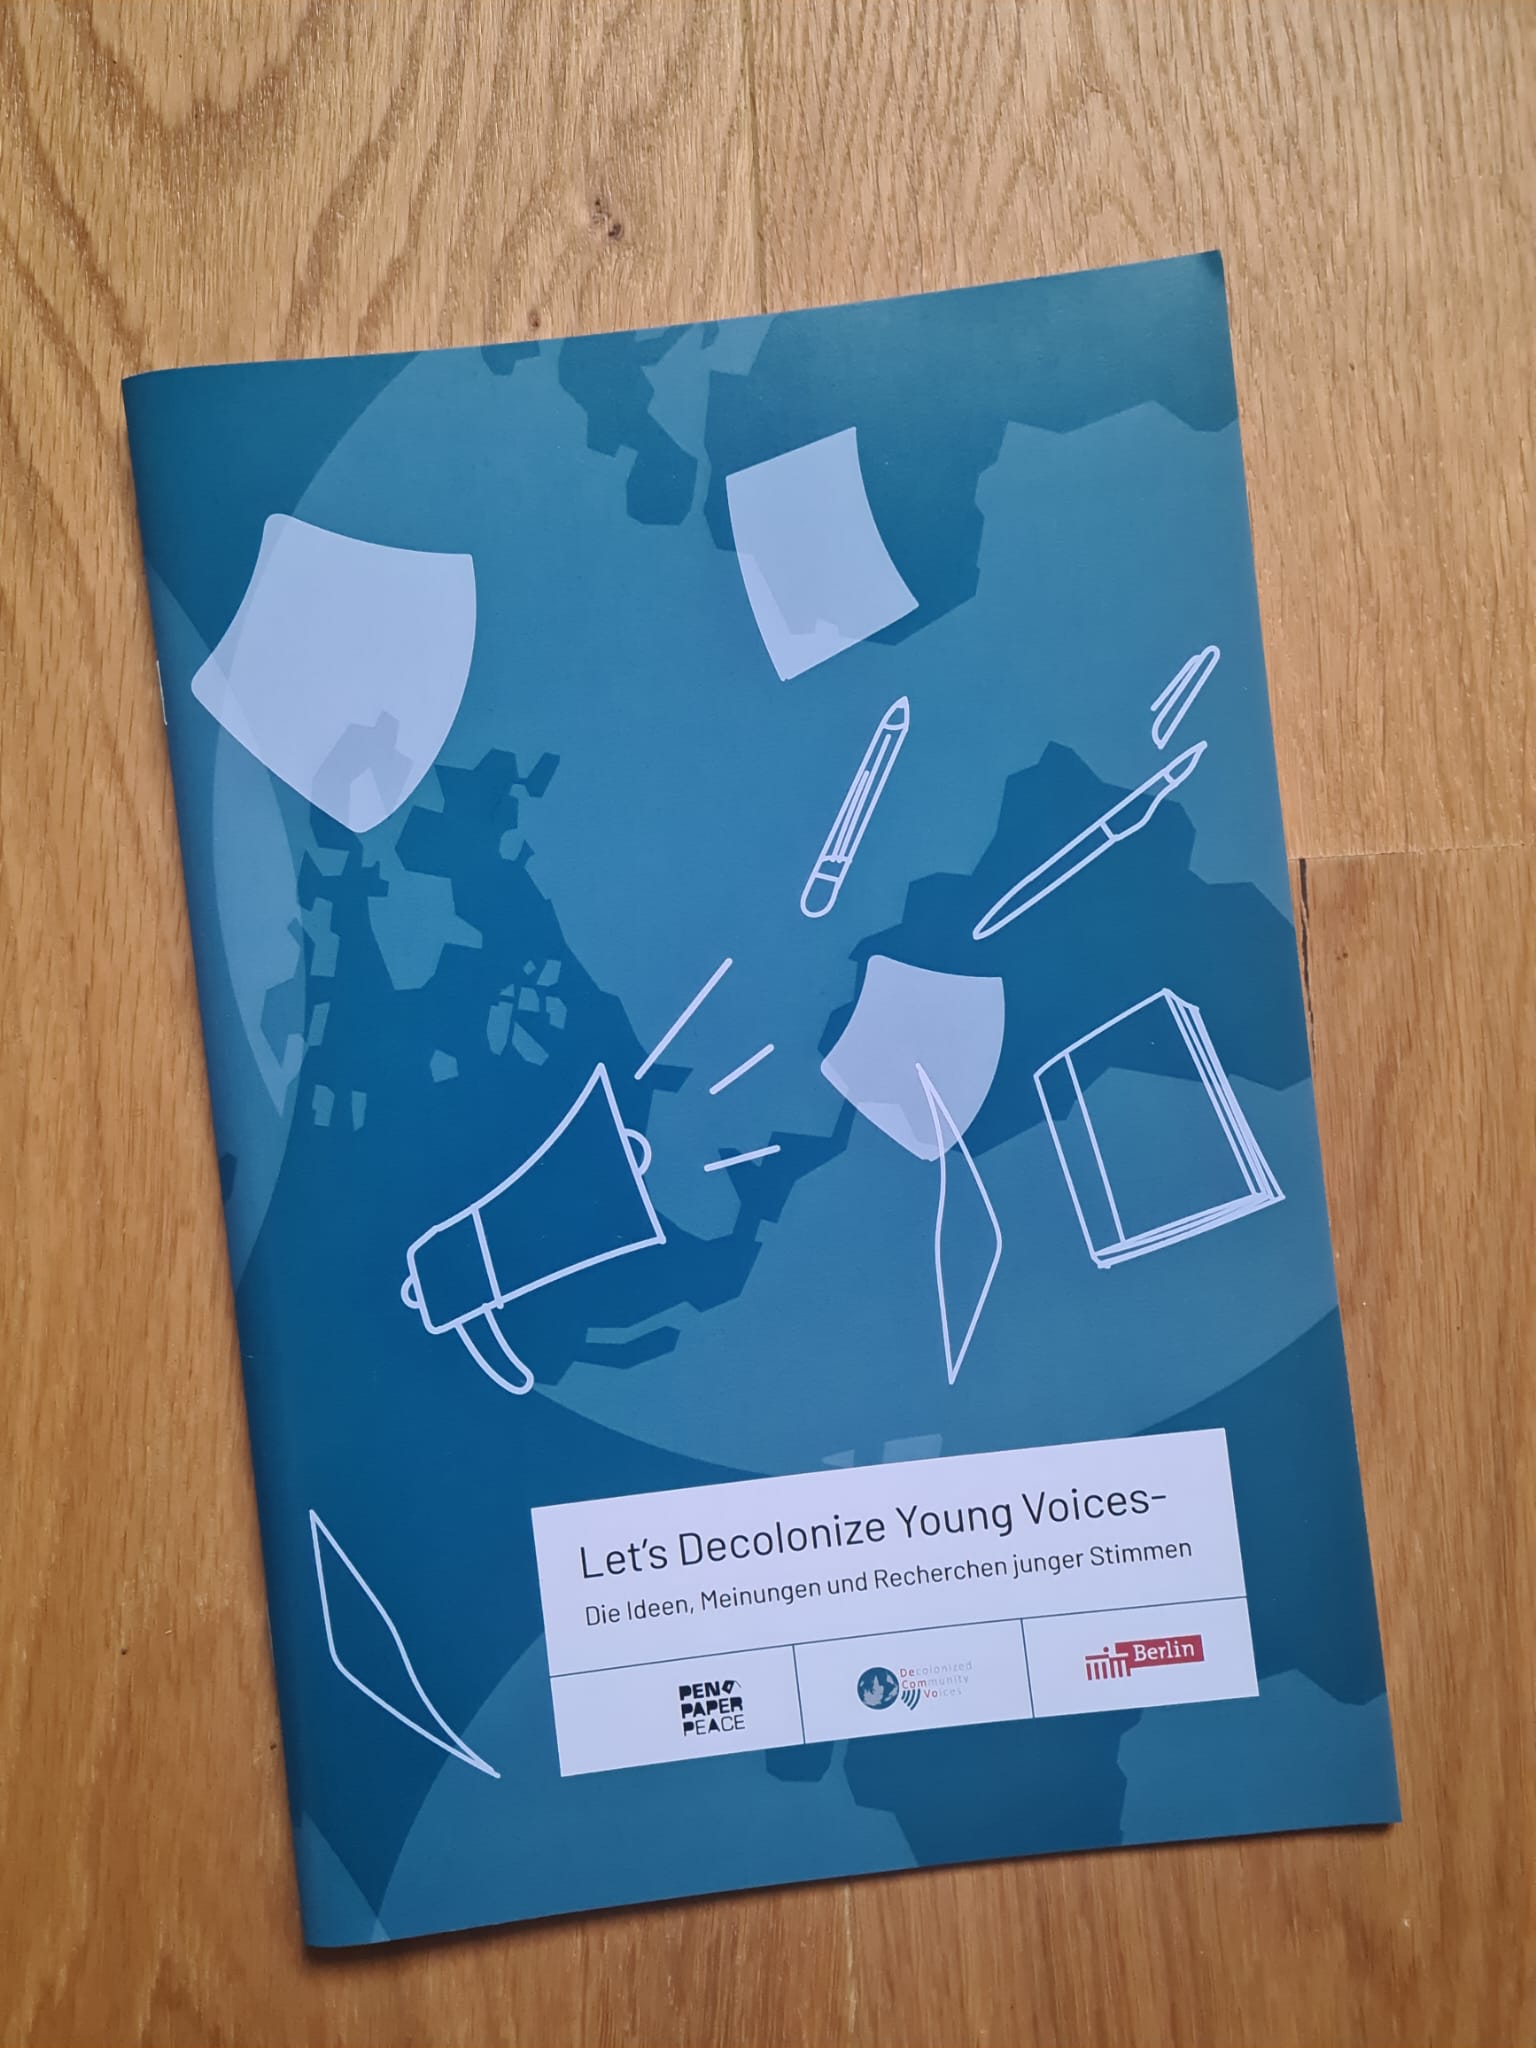 Let's Decolonize Young Voices-
Die Ideen, Meinungen und Recherchen junger Stimmen
PEN
PAPER
PEACE
Decolonized
Community
Voices
Berlin